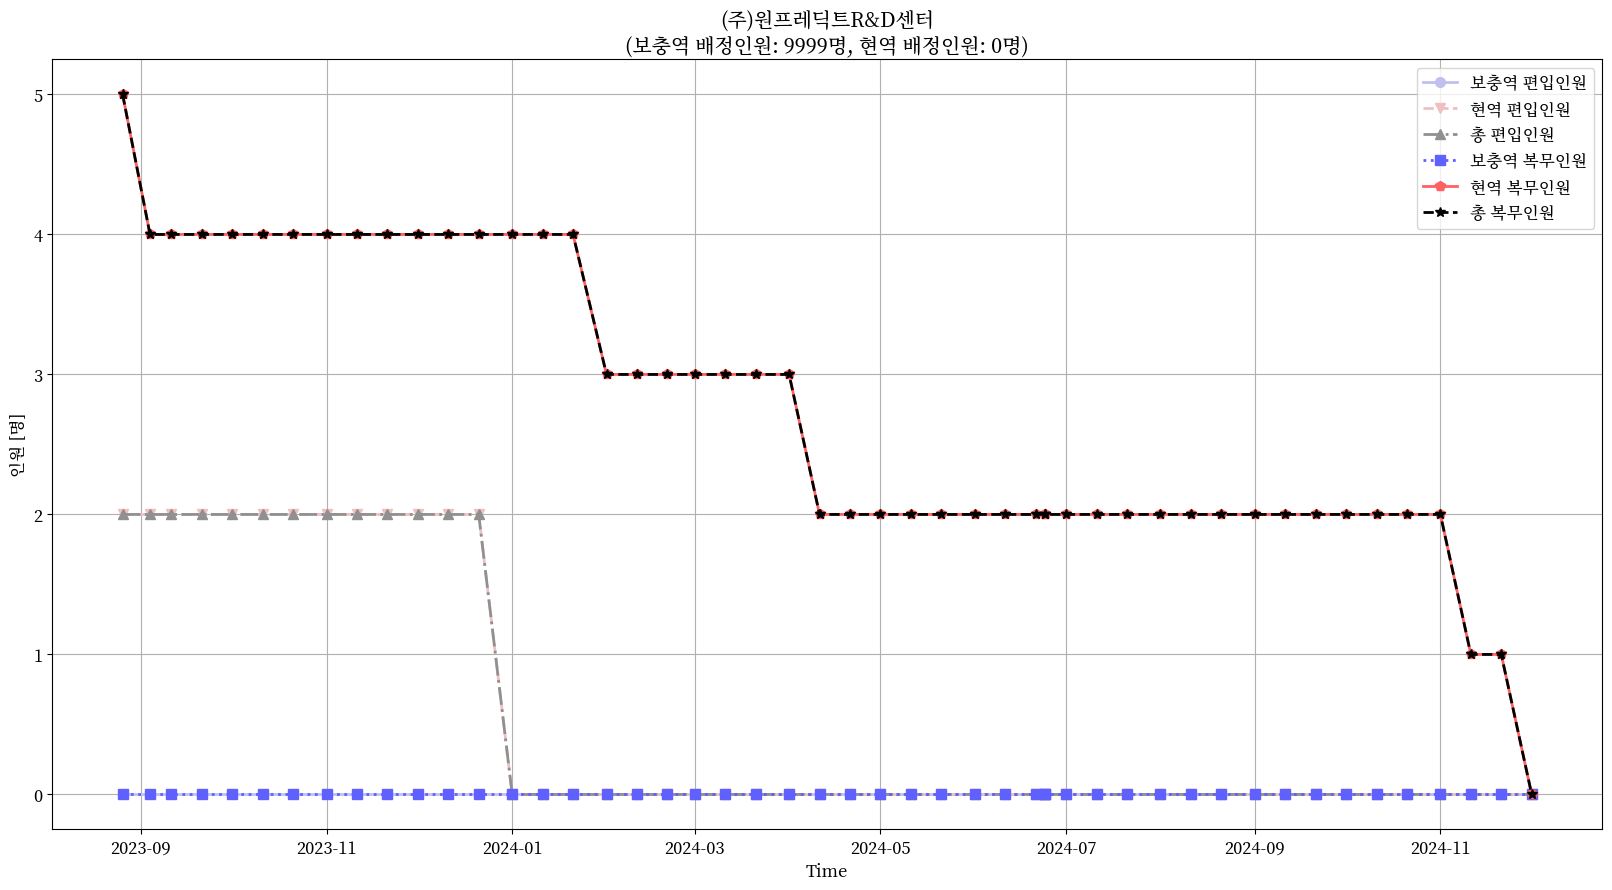 (주)원프레딕트R&D센터
(보충역 배정인원: 9999명, 현역 배정인원: 0명)
보충역 편입인원
현역 편입인원
총 편입인원
보충역 복무인원
현역 복무인원
총 복무인원
인원 [명]
5
4
3
2
1
0
2023-09
2023-11
2024-01
2024-03
2024-05
2024-07
2024-09
2024-11
Time